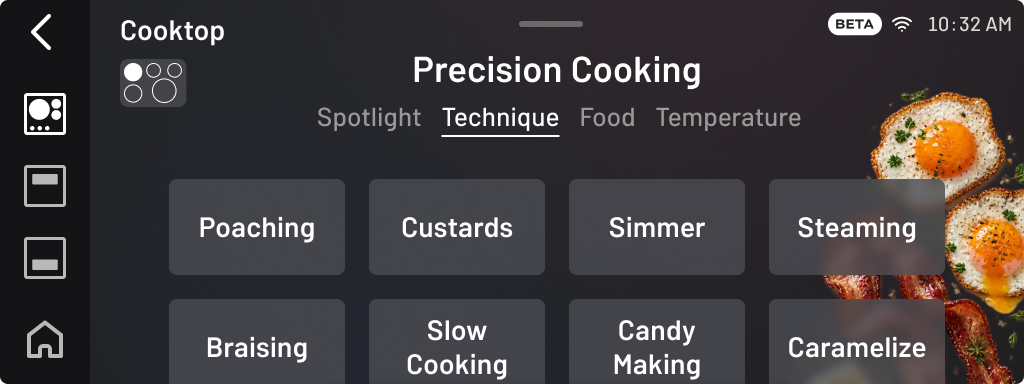 Cooktop
BETA
10:32 AM
Precision Cooking
Spotlight Technique Food Temperature
Poaching Custards Simmer Steaming
Braising Slow Cooking Candy Making Caramelize